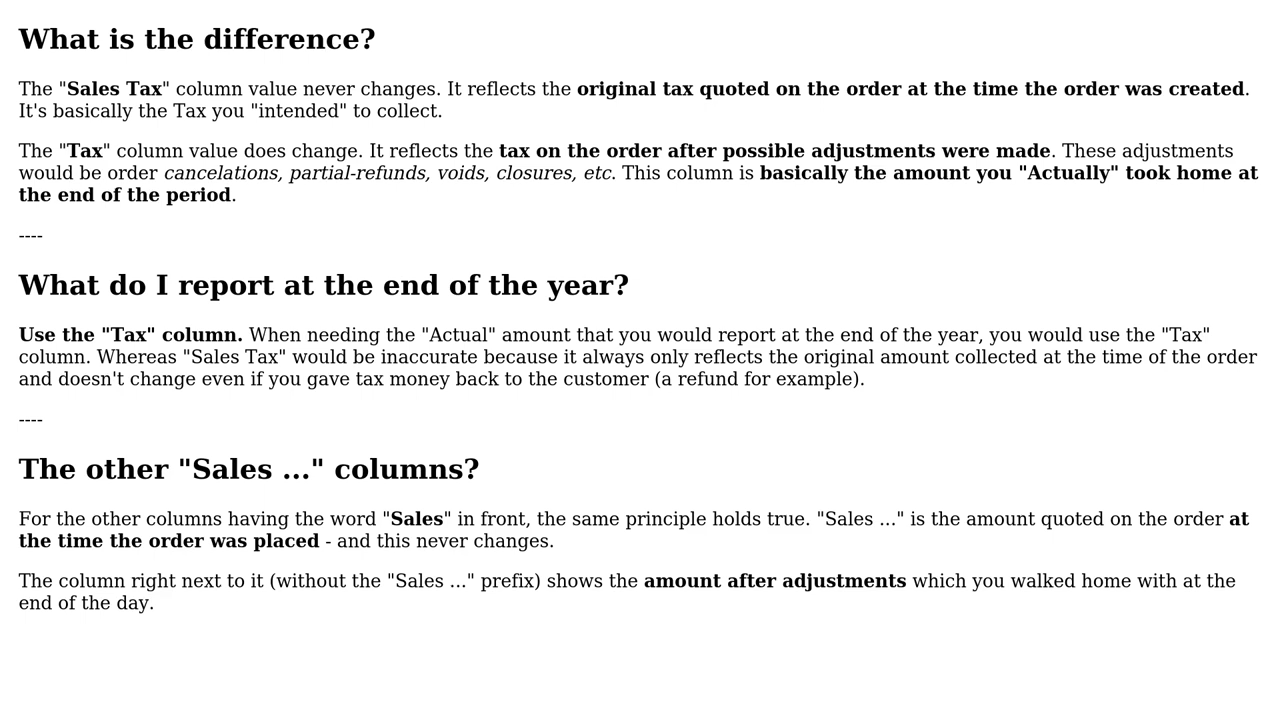 What is the difference?
The "Sales Tax" column value never changes. It reflects the original tax quoted on the order at the time the order was created.
It's basically the Tax you "intended" to collect.
The "Tax" column value does change. It reflects the tax on the order after possible adjustments were made. These adjustments
would be order cancelations, partial-refunds, voids, closures, etc. This column is basically the amount you "Actually" took home at
the end of the period.
----
What do I report at the end of the year?
Use the "Tax" column. When needing the "Actual" amount that you would report at the end of the year, you would use the "Tax"
column. Whereas "Sales Tax" would be inaccurate because it always only reflects the original amount collected at the time of the order
and doesn't change even if you gave tax money back to the customer (a refund for example).
----
The other "Sales ..." columns?
For the other columns having the word "Sales" in front, the same principle holds true. "Sales ..." is the amount quoted on the order at
the time the order was placed - and this never changes.
The column right next to it (without the "Sales ..." prefix) shows the amount after adjustments which you walked home with at the
end of the day.